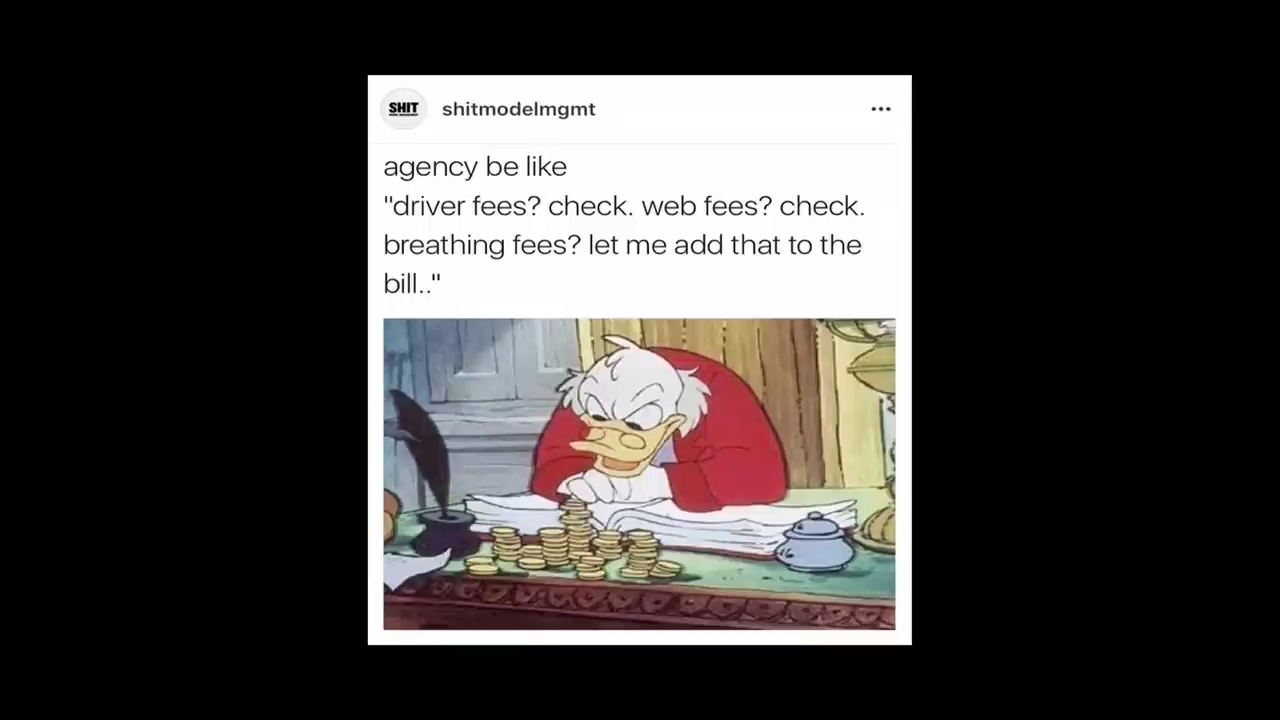 SHIT
shitmodelmgmt
agency be like
"driver fees? check. web fees? check.
breathing fees? let me add that to the
bill.."